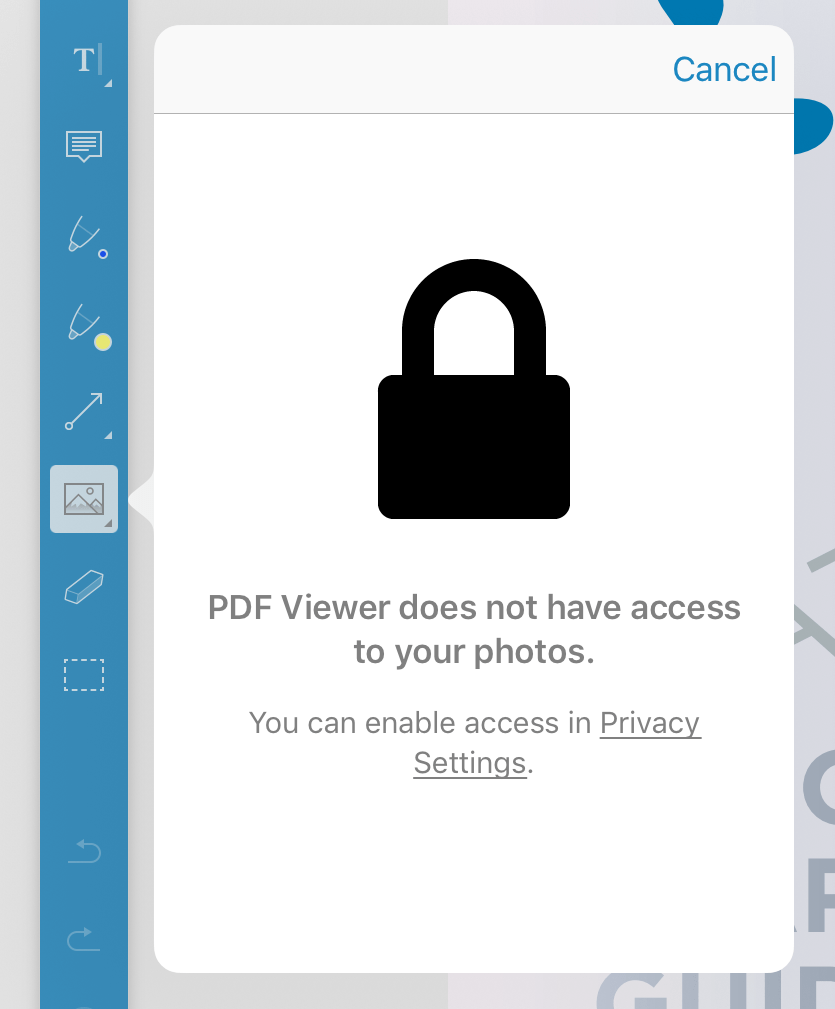 T
Cancel
PDF Viewer does not have access
to your photos.
You can enable access in Privacy
Settings.